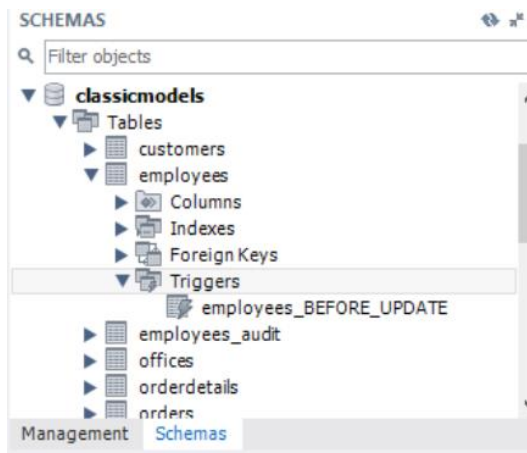 SCHEMAS
Filter objects
classicmodels
Tables
customers
employees
Columns
Indexes
Foreign Keys
Triggers
employees_BEFORE_UPDATE
employees_audit
offices
orderdetails
orders
Management Schemas